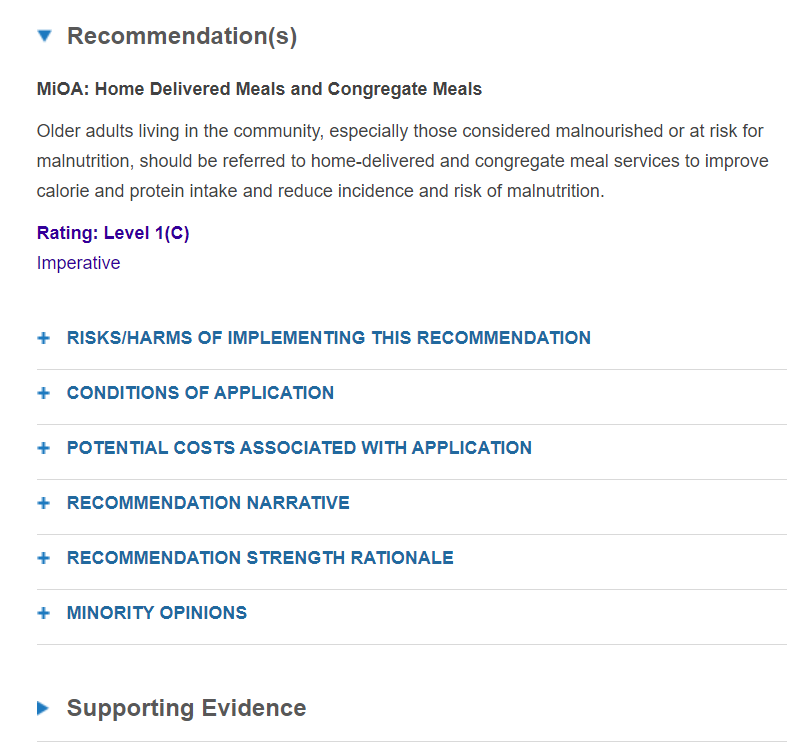 Recommendation(s)
MiOA: Home Delivered Meals and Congregate Meals
Older adults living in the community, especially those considered malnourished or at risk for
malnutrition, should be referred to home-delivered and congregate meal services to improve
calorie and protein intake and reduce incidence and risk of malnutrition.
Rating: Level 1(C)
Imperative
+ RISKS/HARMS OF IMPLEMENTING THIS RECOMMENDATION
+ CONDITIONS OF APPLICATION
+ POTENTIAL COSTS ASSOCIATED WITH APPLICATION
+ RECOMMENDATION NARRATIVE
+ RECOMMENDATION STRENGTH RATIONALE
+ MINORITY OPINIONS
Supporting Evidence